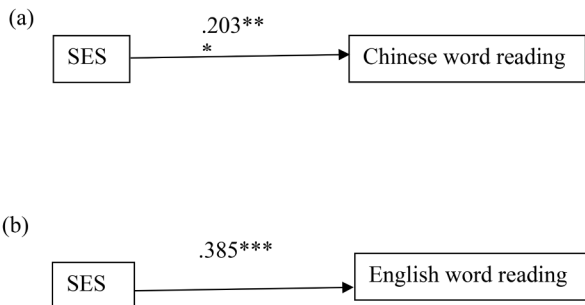 (a)
.203**
*
SES
Chinese word reading
(b)
.385***
SES
English word reading